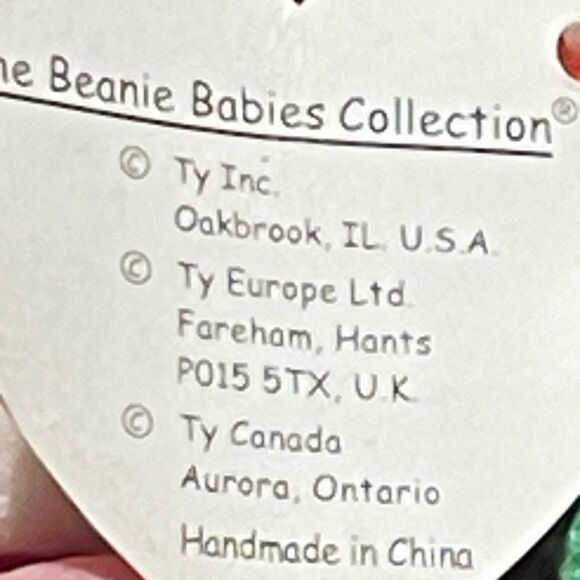 he Beanie Babies Collection®
© Ty Inc.
Oakbrook, IL. U.S.A.
© Ty Europe Ltd.
Fareham, Hants
PO15 5TX, U.K.
© Ty Canada
Aurora, Ontario
Handmade in China